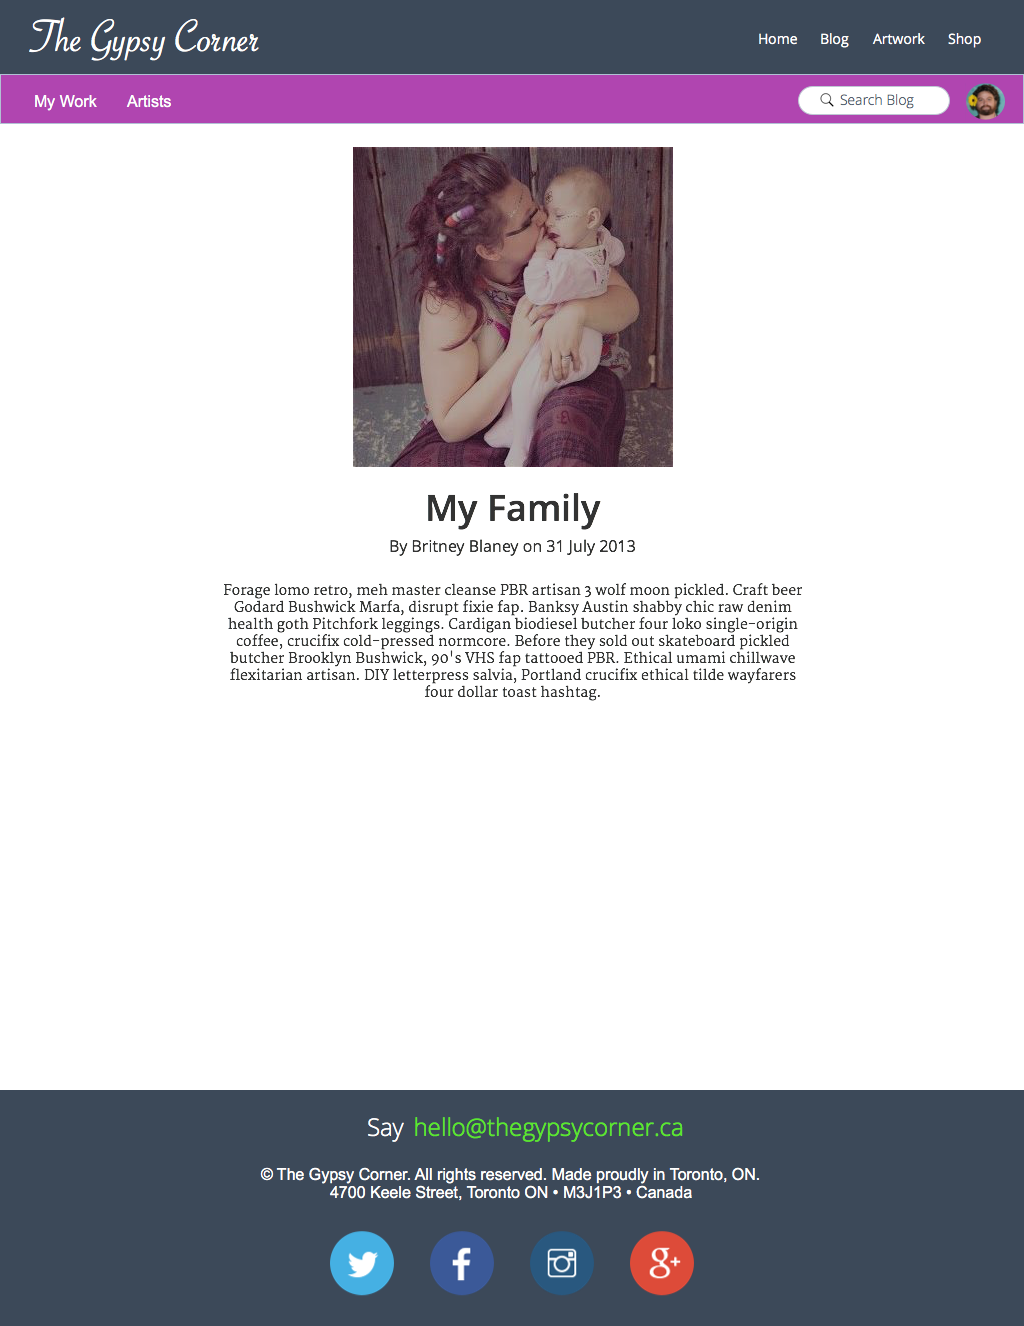 The Gypsy Corner
Home Blog Artwork Shop
My Work Artists
Search Blog
My Family
By Britney Blaney on 31 July 2013
Forage lomo retro, meh master cleanse PBR artisan 3 wolf moon pickled. Craft beer
Godard Bushwick Marfa, disrupt fixie fap. Banksy Austin shabby chic raw denim
health goth Pitchfork leggings. Cardigan biodiesel butcher four loko single-origin
coffee, crucifix cold-pressed normcore. Before they sold out skateboard pickled
butcher Brooklyn Bushwick, 90's VHS fap tattooed PBR. Ethical umami chillwave
flexitarian artisan. DIY letterpress salvia, Portland crucifix ethical tilde wayfarers
four dollar toast hashtag.
Say hello@thegypsycorner.ca
© The Gypsy Corner. All rights reserved. Made proudly in Toronto, ON.
4700 Keele Street, Toronto ON • M3J1P3 • Canada